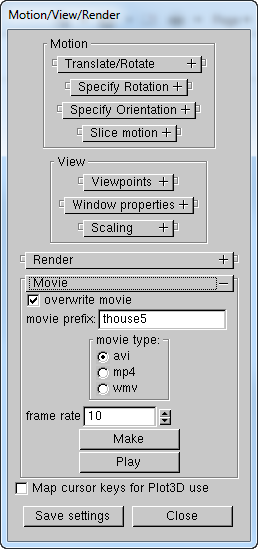 Motion/View/Render
Motion
Translate/Rotate +
Specify Rotation +
Specify Orientation +
Slice motion +
View
Viewpoints +
Window properties +
Scaling +
Render +
Movie −
overwrite movie
movie prefix: thouse5
movie type:
avi
mp4
wmv
frame rate 10
Make
Play
Map cursor keys for Plot3D use
Save settings Close